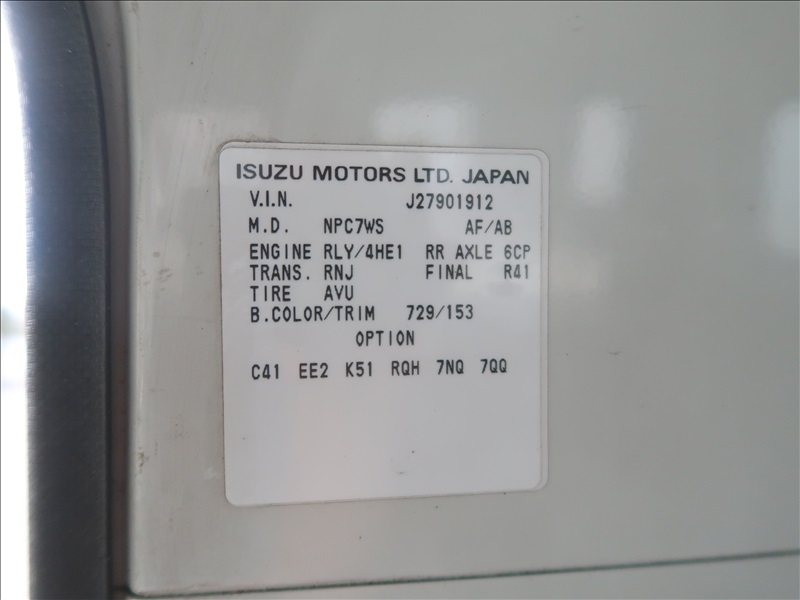 ISUZU MOTORS LTD. JAPAN
V.I.N. J27901912
M.D. NPC7WS AF/AB
ENGINE RLY/4HE1 RR AXLE 6CP
TRANS. RNJ FINAL R41
TIRE AVU
B.COLOR/TRIM 729/153
OPTION
C41 EE2 K51 RQH 7NQ 7QQ